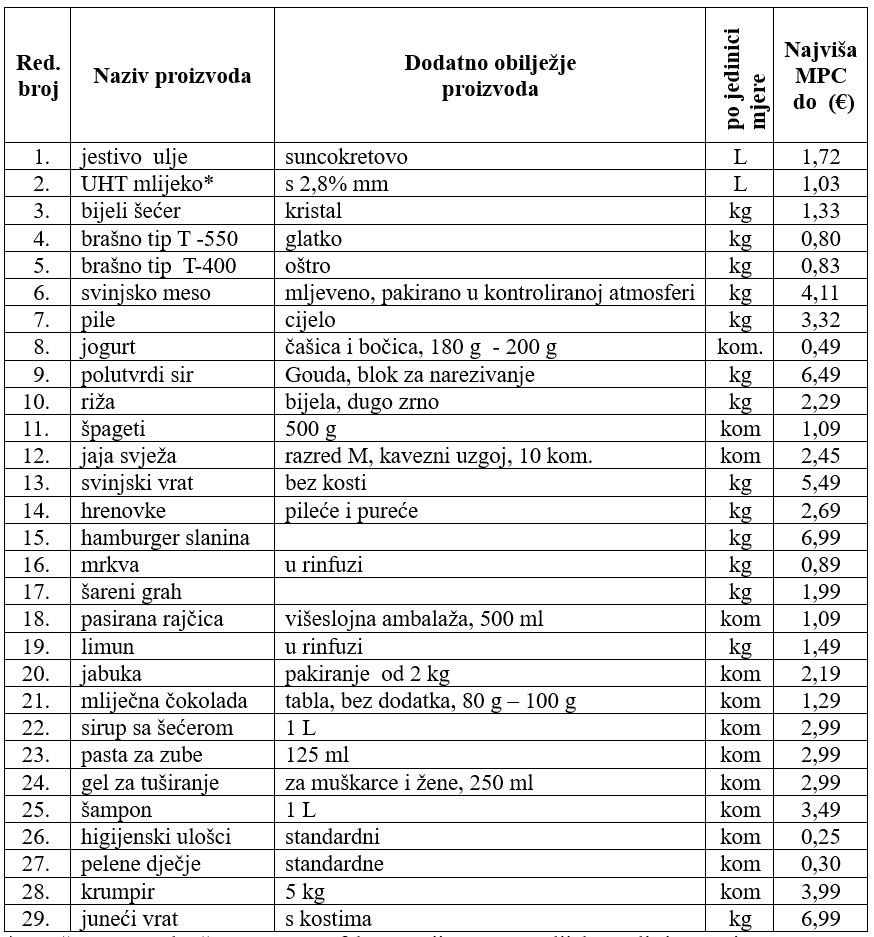 Red. broj Naziv proizvoda Dodatno obilježje proizvoda po jedinici mjere Najviša MPC do (€)
1. jestivo ulje suncokretovo L 1,72
2. UHT mlijeko* s 2,8% mm L 1,03
3. bijeli šećer kristal kg 1,33
4. brašno tip T -550 glatko kg 0,80
5. brašno tip T-400 oštro kg 0,83
6. svinjsko meso mljeveno, pakirano u kontroliranoj atmosferi kg 4,11
7. pile cijelo kg 3,32
8. jogurt čašica i bočica, 180 g - 200 g kom. 0,49
9. polutvrdi sir Gouda, blok za narezivanje kg 6,49
10. riža bijela, dugo zrno kg 2,29
11. špageti 500 g kom 1,09
12. jaja svježa razred M, kavezni uzgoj, 10 kom. kom 2,45
13. svinjski vrat bez kosti kg 5,49
14. hrenovke pileće i pureće kg 2,69
15. hamburger slanina kg 6,99
16. mrkva u rinfuzi kg 0,89
17. šareni grah kg 1,99
18. pasirana rajčica višeslojna ambalaža, 500 ml kom 1,09
19. limun u rinfuzi kg 1,49
20. jabuka pakiranje od 2 kg kom 2,19
21. mliječna čokolada tabla, bez dodatka, 80 g – 100 g kom 1,29
22. sirup sa šećerom 1 L kom 2,99
23. pasta za zube 125 ml kom 2,99
24. gel za tuširanje za muškarce i žene, 250 ml kom 2,99
25. šampon 1 L kom 3,49
26. higijenski ulošci standardni kom 0,25
27. pelene dječje standardne kom 0,30
28. krumpir 5 kg kom 3,99
29. juneći vrat s kostima kg 6,99